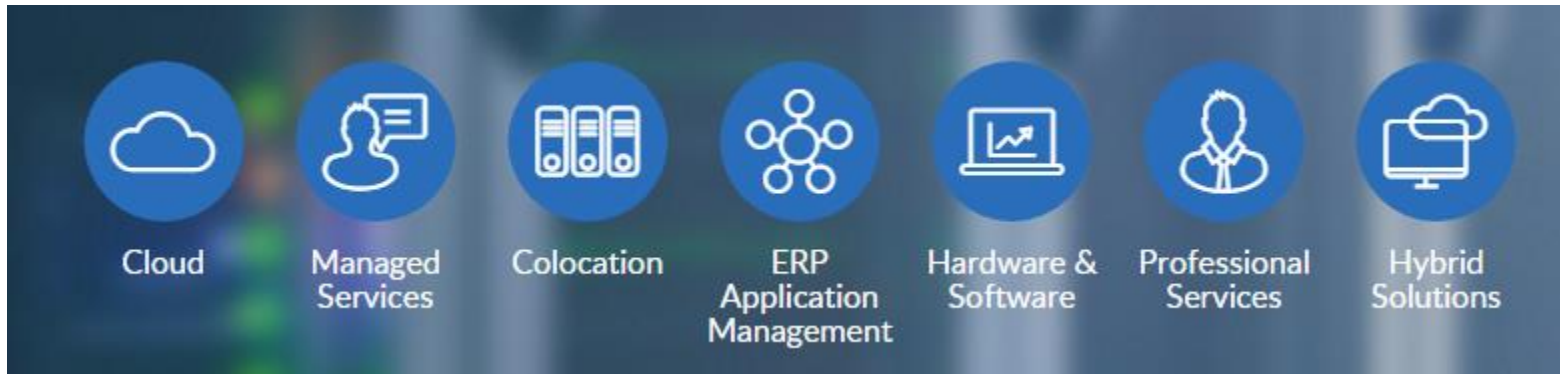 Cloud
Managed
Services
Colocation
ERP
Application
Management
Hardware &
Software
Professional
Services
Hybrid
Solutions